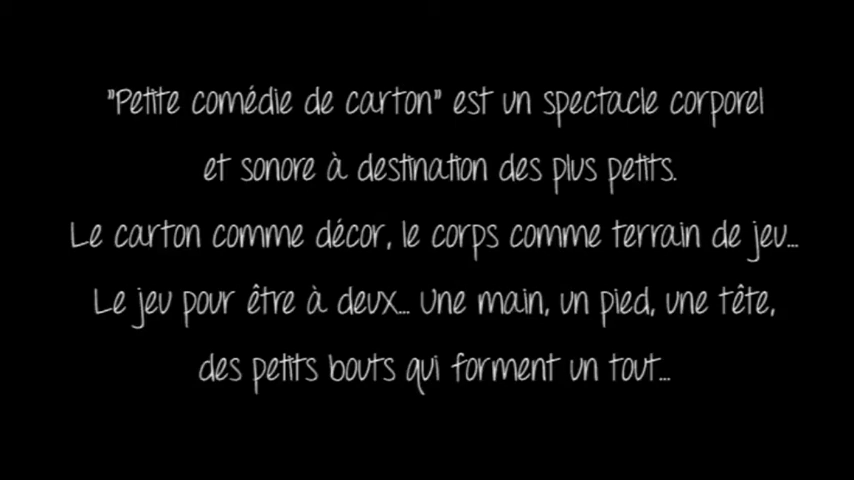 "Petite comédie de carton" est un spectacle corporel
et sonore à destination des plus petits.
Le carton comme décor, le corps comme terrain de jeu...
Le jeu pour être à deux... Une main, un pied, une tête,
des petits bouts qui forment un tout...